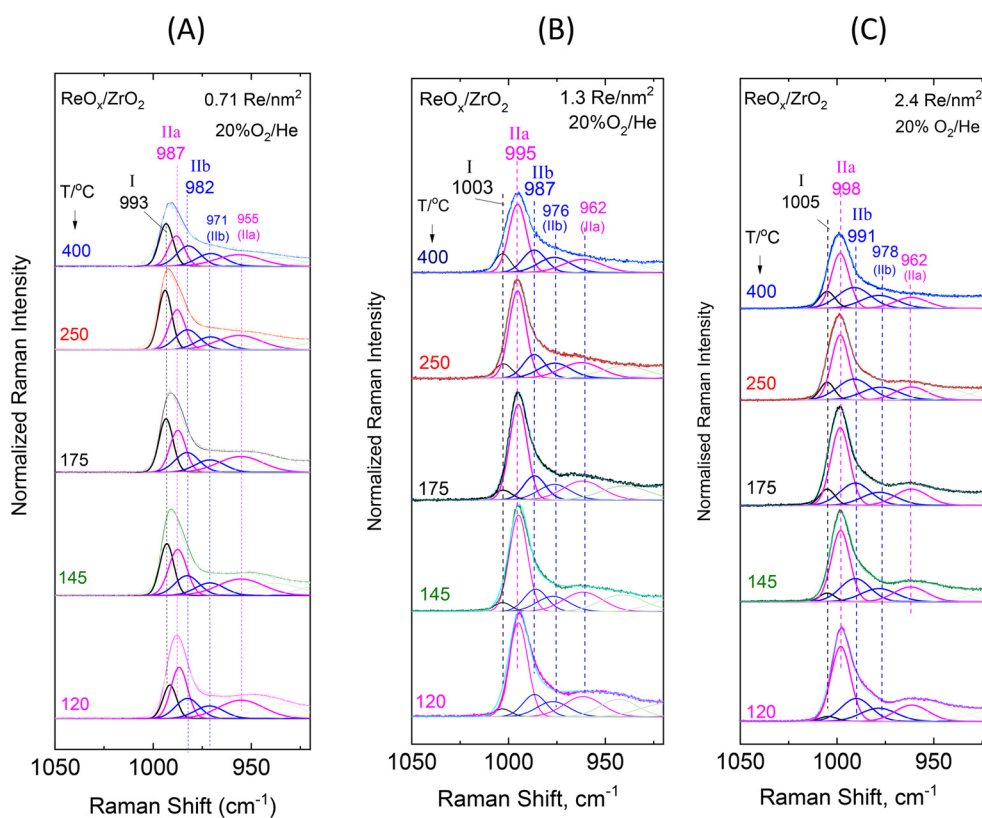 (A)
ReOx/ZrO2
0.71 Re/nm2
20%O2/He
IIa
987
IIb
982
I
993
971
(IIb)
955
(IIa)
T/°C
400
250
175
145
120
1050
1000
950
Raman Shift (cm-1)
Normalized Raman Intensity
(B)
ReOx/ZrO2
1.3 Re/nm2
20%O2/He
IIa
995
I
1003
IIb
987
976
(IIb)
962
(IIa)
T/°C
400
250
175
145
120
1050
1000
950
Raman Shift, cm-1
Normalized Raman Intensity
(C)
ReOx/ZrO2
2.4 Re/nm2
20% O2/He
IIa
998
I
1005
IIb
991
978
(IIb)
962
(IIa)
T/°C
400
250
175
145
120
1050
1000
950
Raman Shift, cm-1
Normalised Raman Intensity